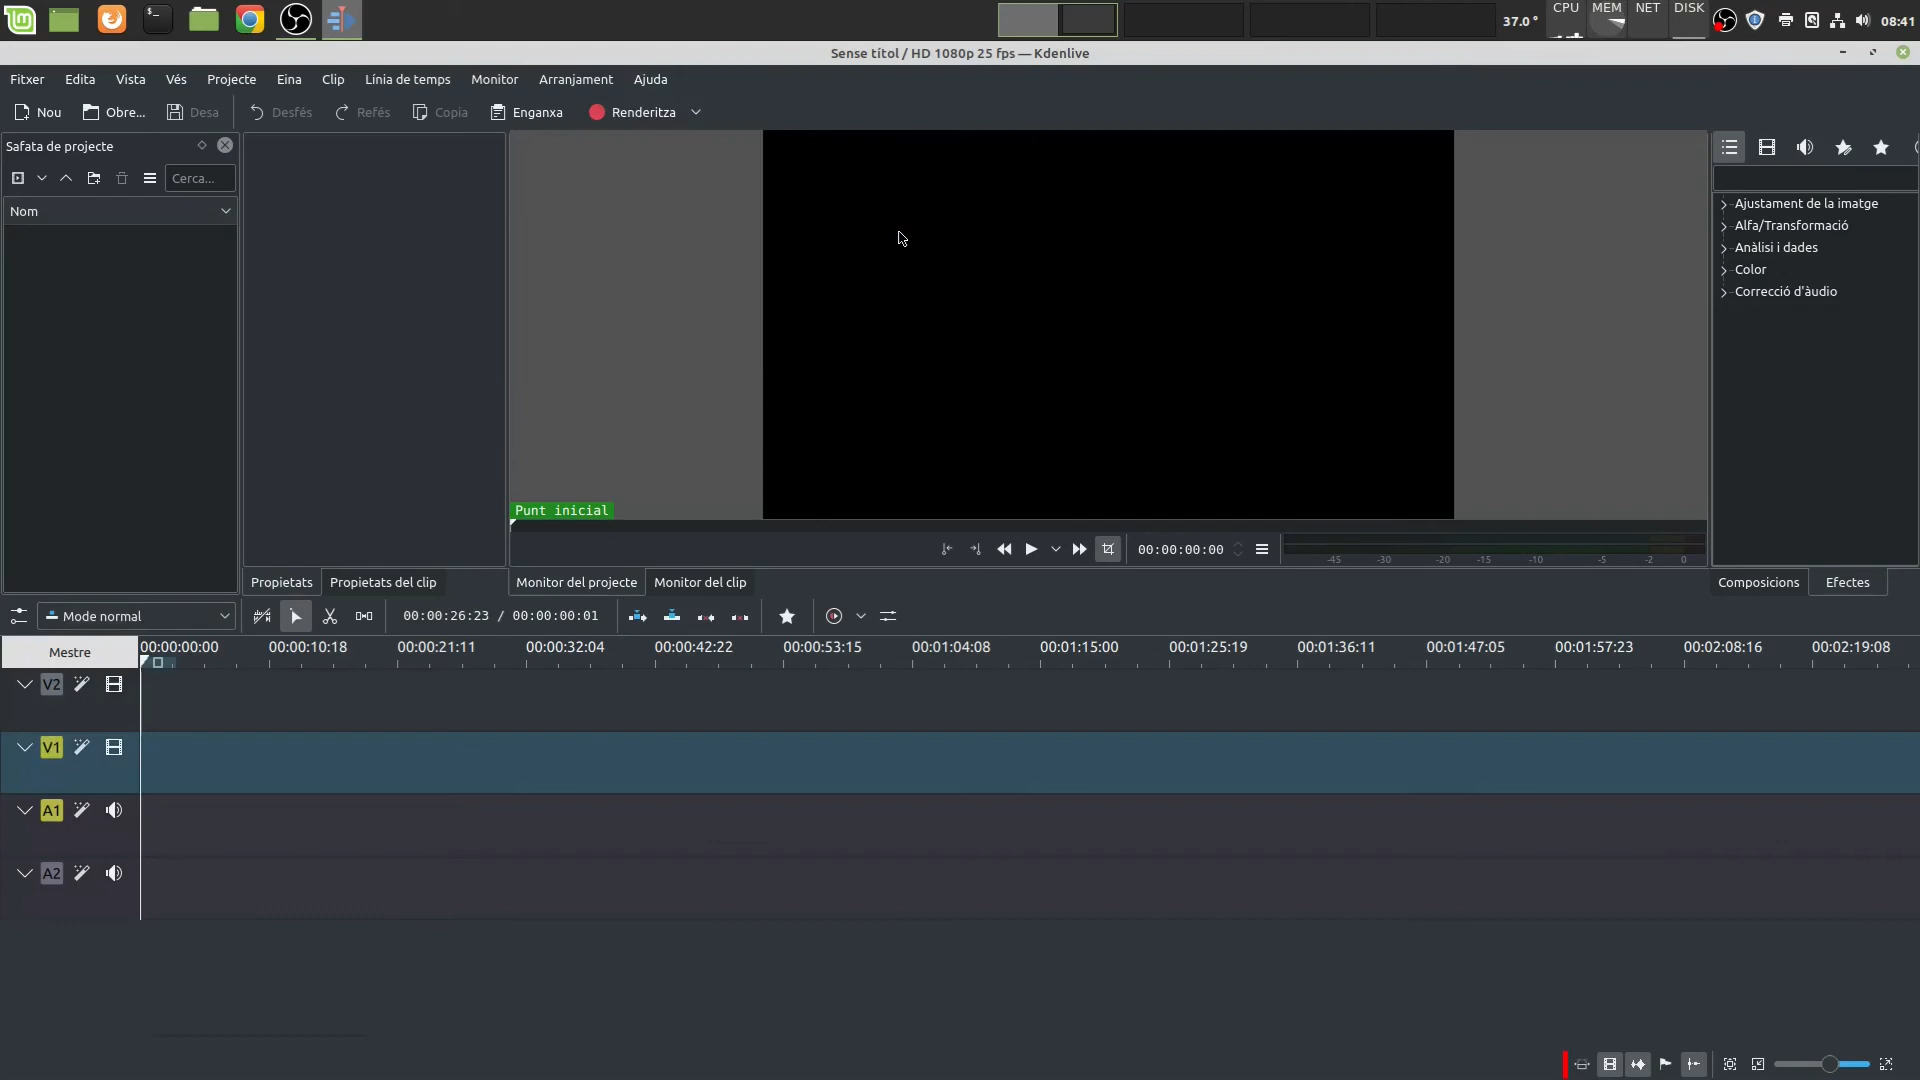 CPU MEM NET DISK
37.0 °
08:41
Sense títol / HD 1080p 25 fps — Kdenlive
Fitxer Edita Vista Vés Projecte Eina Clip Línia de temps Monitor Arranjament Ajuda
Nou Obre... Desa Desfés Refés Copia Enganxa Renderitza
Safata de projecte
Cerca...
Nom
Ajustament de la imatge
Alfa/Transformació
Anàlisi i dades
Color
Correcció d'àudio
Punt inicial
00:00:00:00
-45 -30 -20 -15 -10 -5 -2 0
Propietats Propietats del clip Monitor del projecte Monitor del clip Composicions Efectes
Mode normal 00:00:26:23 / 00:00:00:01
Mestre 00:00:00:00 00:00:10:18 00:00:21:11 00:00:32:04 00:00:42:22 00:00:53:15 00:01:04:08 00:01:15:00 00:01:25:19 00:01:36:11 00:01:47:05 00:01:57:23 00:02:08:16 00:02:19:08
V2
V1
A1
A2